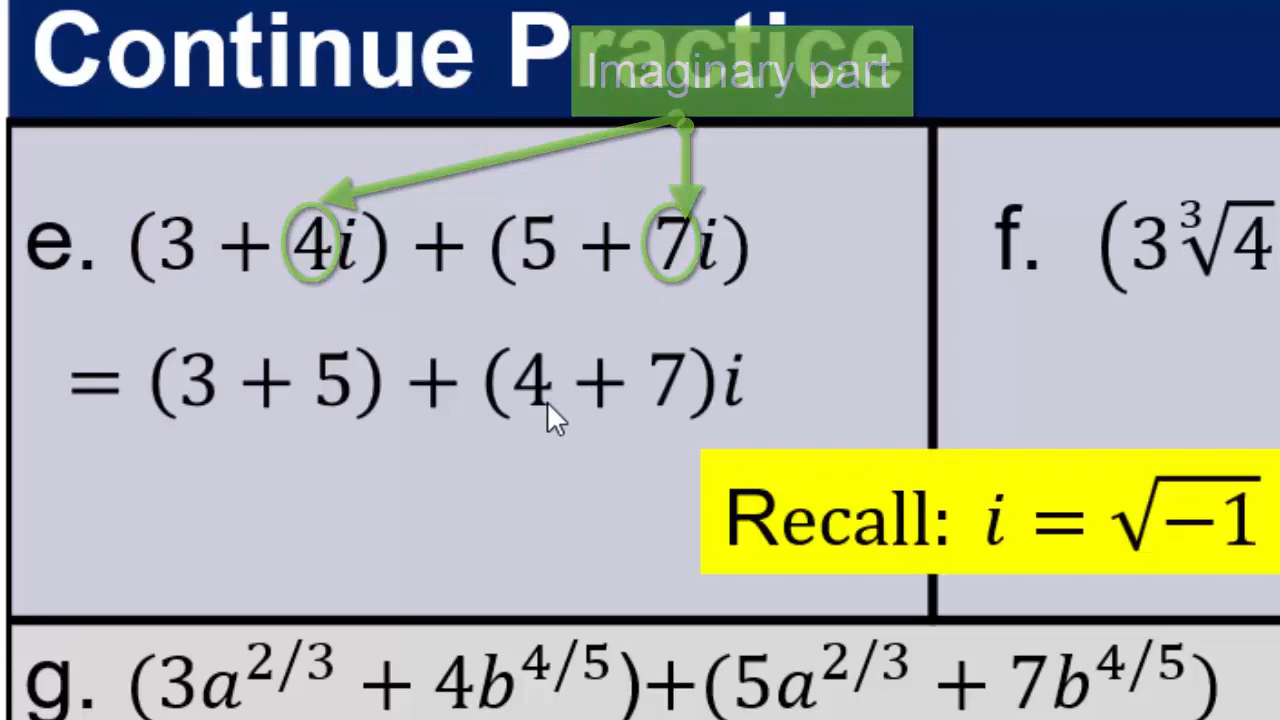 Continue Practice
Imaginary part
e. (3 + 4i) + (5 + 7i)
= (3 + 5) + (4 + 7)i
f. (3∛4
Recall: i = √−1
g. (3a^{2/3} + 4b^{4/5})+(5a^{2/3} + 7b^{4/5})